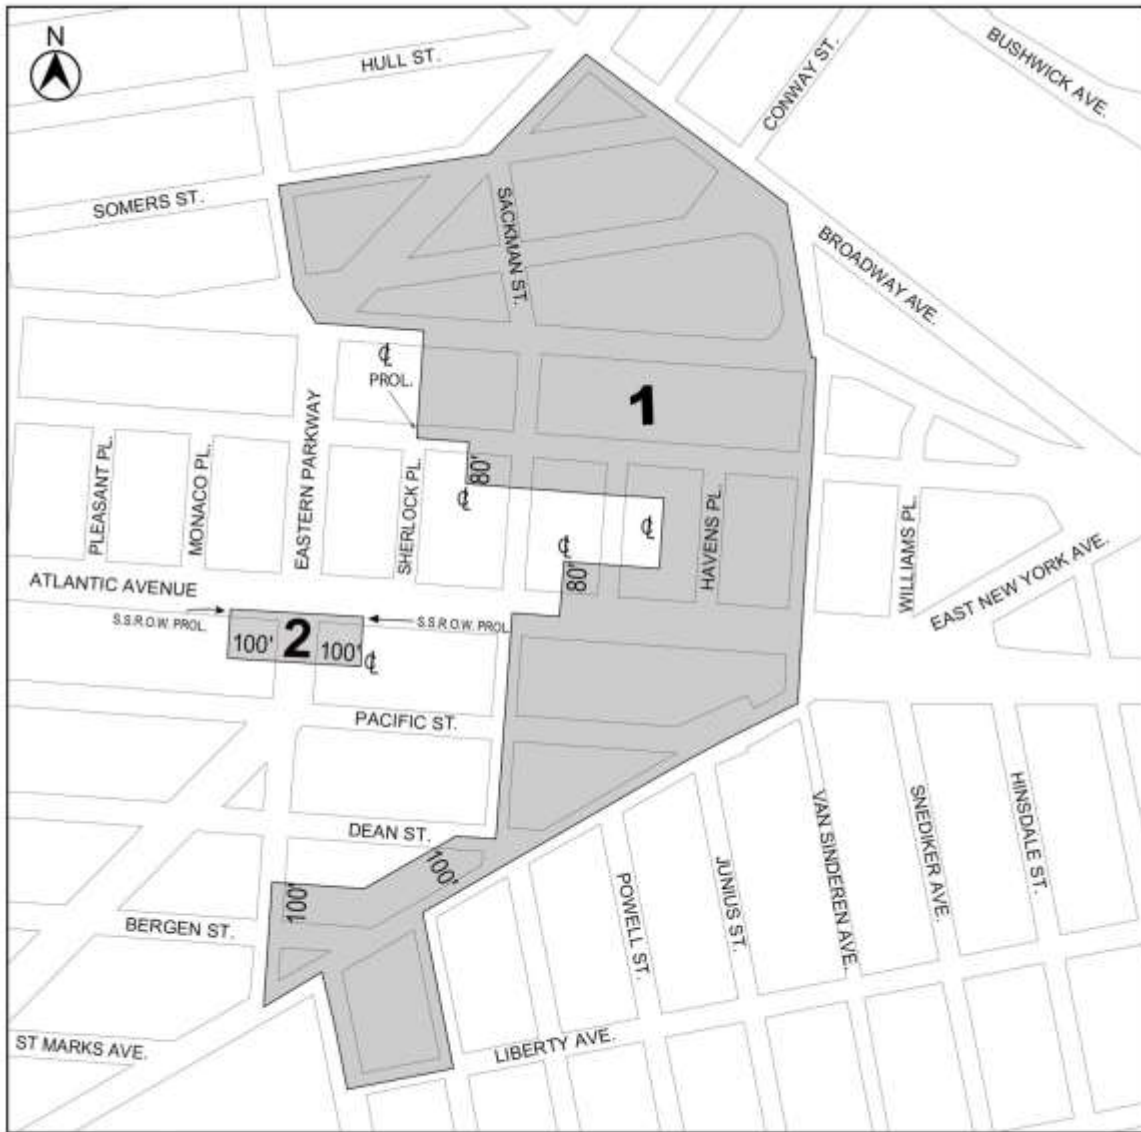 N
HULL ST.
CONWAY ST.
BUSHWICK AVE.
SOMERS ST.
SACKMAN ST.
BROADWAY AVE.
℄
PROL.
1
PLEASANT PL.
MONACO PL.
EASTERN PARKWAY
SHERLOCK PL.
80'
℄
℄
HAVENS PL.
WILLIAMS PL.
℄
80'
EAST NEW YORK AVE.
ATLANTIC AVENUE
S.S.R.O.W. PROL.
S.S.R.O.W. PROL.
100'
2
100'
℄
PACIFIC ST.
DEAN ST.
100'
100'
BERGEN ST.
POWELL ST.
JUNIUS ST.
VAN SINDEREN AVE.
SNEDIKER AVE.
HINSDALE ST.
ST MARKS AVE.
LIBERTY AVE.